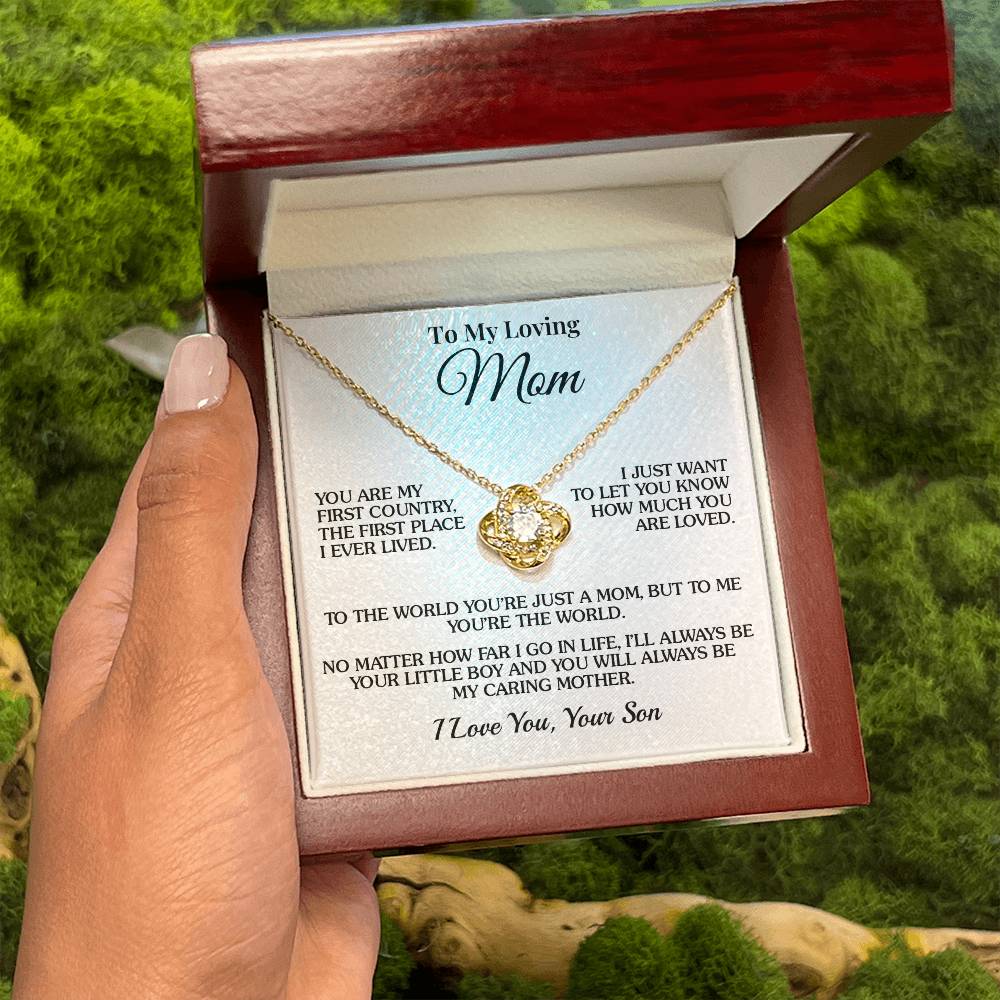 To My Loving
Mom
YOU ARE MY
FIRST COUNTRY,
THE FIRST PLACE
I EVER LIVED.
I JUST WANT
TO LET YOU KNOW
HOW MUCH YOU
ARE LOVED.
TO THE WORLD YOU'RE JUST A MOM, BUT TO ME
YOU'RE THE WORLD.
NO MATTER HOW FAR I GO IN LIFE, I'LL ALWAYS BE
YOUR LITTLE BOY AND YOU WILL ALWAYS BE
MY CARING MOTHER.
I Love You, Your Son